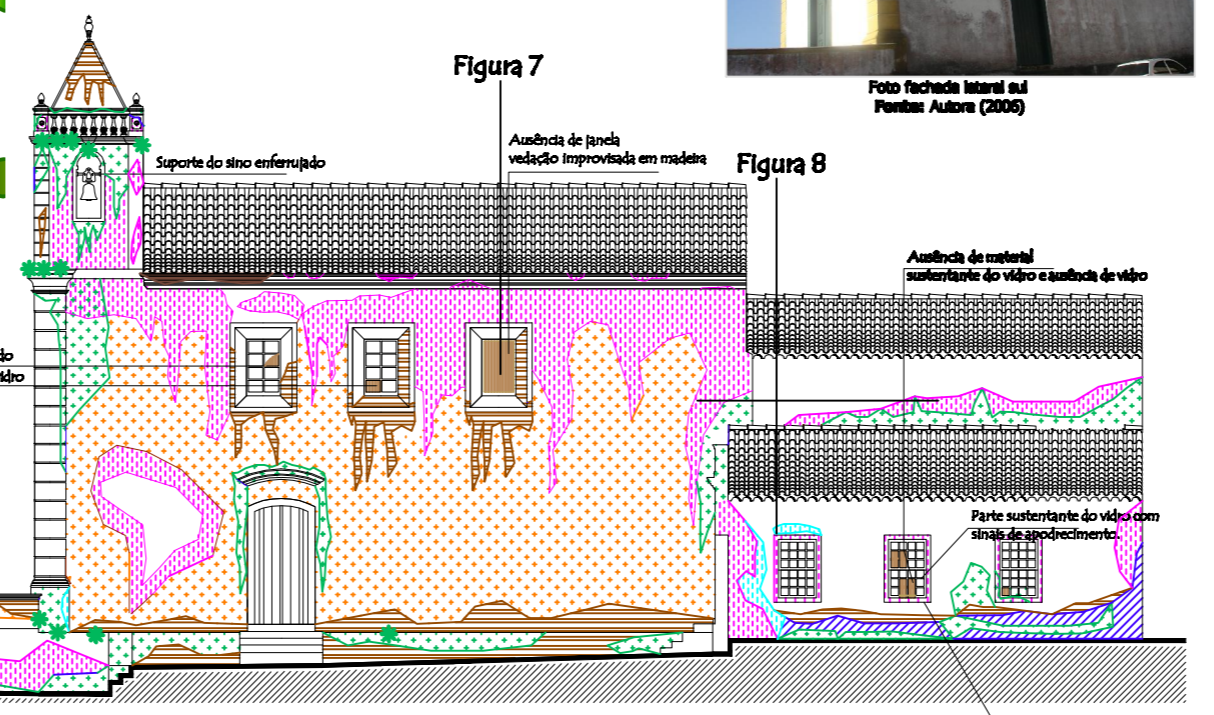 Foto fachada lateral sul
Fonte: Autora (2006)
Figura 7
Ausência de janela
vedação improvisada em madeira
Suporte do sino enferrujado
Figura 8
Ausência de material
sustentante do vidro e ausência de vidro
do
vidro
Parte sustentante do vidro com
sinais de apodrecimento